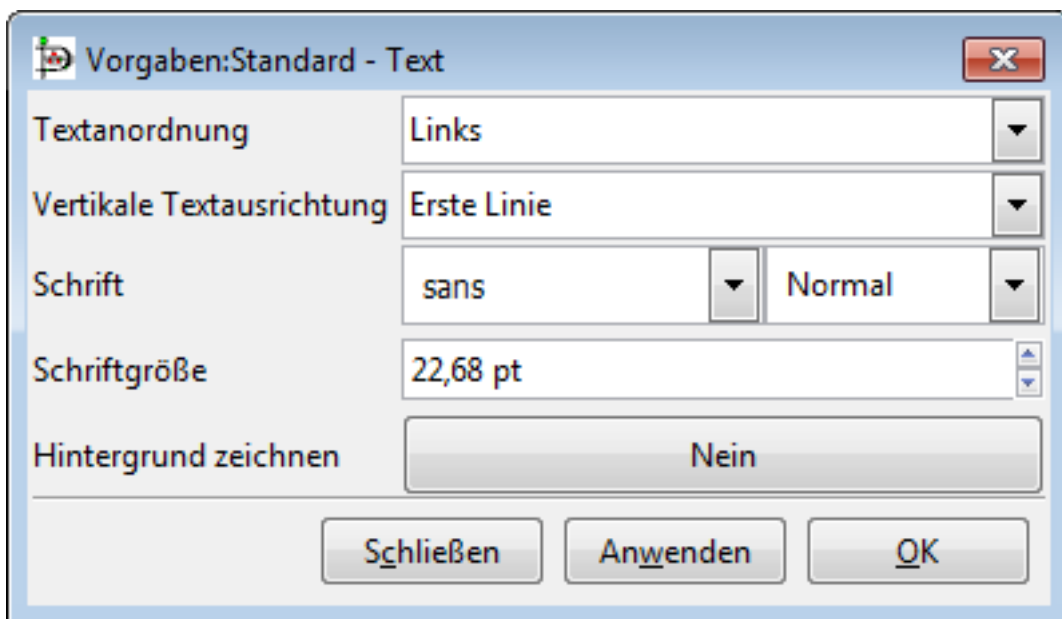 Vorgaben:Standard - Text
Textanordnung Links
Vertikale Textausrichtung Erste Linie
Schrift sans Normal
Schriftgröße 22,68 pt
Hintergrund zeichnen Nein
Schließen Anwenden OK